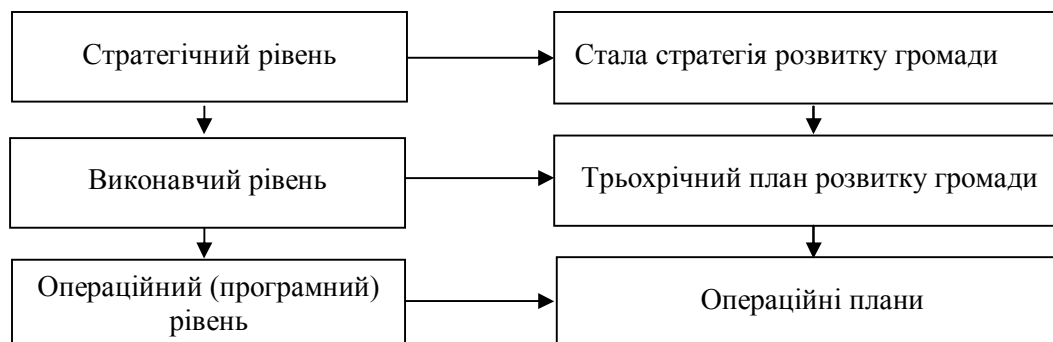 Стратегічний рівень
Стала стратегія розвитку громади
Виконавчий рівень
Трьохрічний план розвитку громади
Операційний (програмний)
рівень
Операційні плани